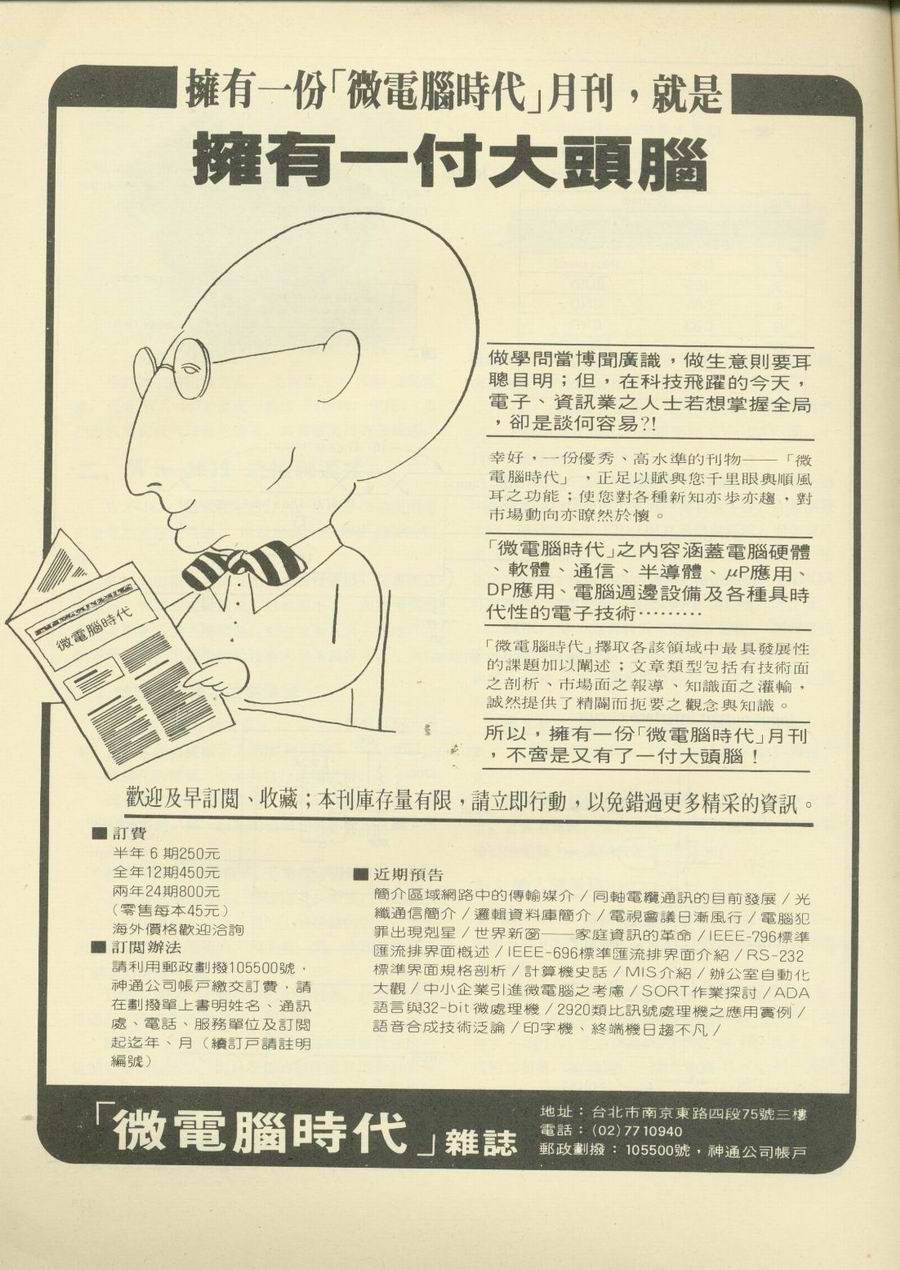 擁有一份「微電腦時代」月刊，就是
擁有一付大頭腦
做學問當博聞廣識，做生意則要耳
聰目明；但，在科技飛躍的今天，
電子、資訊業之人士若想掌握全局
，卻是談何容易?!
幸好，一份優秀、高水準的刊物——「微
電腦時代」，正足以賦與您千里眼與順風
耳之功能；使您對各種新知亦步亦趨，對
市場動向亦瞭然於懷。
「微電腦時代」之內容涵蓋電腦硬體
、軟體、通信、半導體、μP應用、
DP應用、電腦週邊設備及各種具時
代性的電子技術………
「微電腦時代」擇取各該領域中最具發展性
的課題加以闡述；文章類型包括有技術面
之剖析、市場面之報導、知識面之灌輸，
誠然提供了精闢而扼要之觀念與知識。
所以，擁有一份「微電腦時代」月刊
，不啻是又有了一付大頭腦！
微電腦時代
歡迎及早訂閱、收藏；本刊庫存量有限，請立即行動，以免錯過更多精采的資訊。
■訂費
半年6期250元
全年12期450元
兩年24期800元
（零售每本45元）
海外價格歡迎洽詢
■訂閱辦法
請利用郵政劃撥105500號，
神通公司帳戶繳交訂費，請
在劃撥單上書明姓名、通訊
處、電話、服務單位及訂閱
起迄年、月（續訂戶請註明
編號）
■近期預告
簡介區域網路中的傳輸媒介／同軸電纜通訊的目前發展／光
纖通信簡介／邏輯資料庫簡介／電視會議日漸風行／電腦犯
罪出現剋星／世界新窗——家庭資訊的革命／IEEE-796標準
匯流排界面概述／IEEE-696標準匯流排界面介紹／RS-232
標準界面規格剖析／計算機史話／MIS介紹／辦公室自動化
大觀／中小企業引進微電腦之考慮／SORT作業探討／ADA
語言與32-bit微處理機／2920類比訊號處理機之應用實例／
語音合成技術泛論／印字機、終端機日趨不凡／
「微電腦時代」雜誌
地址：台北市南京東路四段75號三樓
電話：(02)7710940
郵政劃撥：105500號，神通公司帳戶